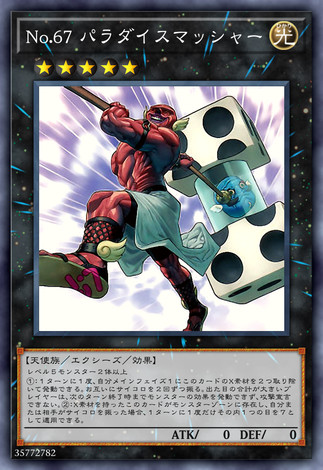 No.67 パラダイスマッシャー
光
【天使族/エクシーズ/効果】
レベル5モンスター2体以上
①:1ターンに1度、自分メインフェイズ1にこのカードのX素材を2つ取り除
いて発動できる。お互いにサイコロを2回ずつ振る。出た目の合計が大きいプ
レイヤーは、次のターン終了時までモンスターの効果を発動できず、攻撃宣言
できない。②:X素材を持ったこのカードがモンスターゾーンに存在し、自分ま
たは相手がサイコロを振った場合、1ターンに1度だけその内1つの目を7と
して適用できる。
ATK/ 0 DEF/ 0
35772782